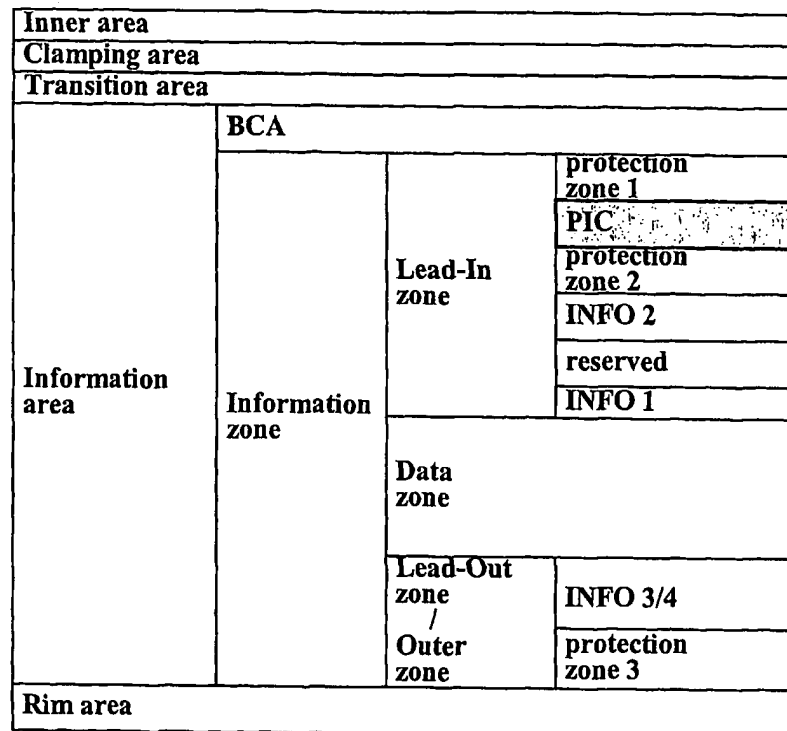 Inner area
Clamping area
Transition area
Information
area
BCA
Information
zone
Lead-In
zone
protection
zone 1
PIC
protection
zone 2
INFO 2
reserved
INFO 1
Data
zone
Lead-Out
zone
/
Outer
zone
INFO 3/4
protection
zone 3
Rim area